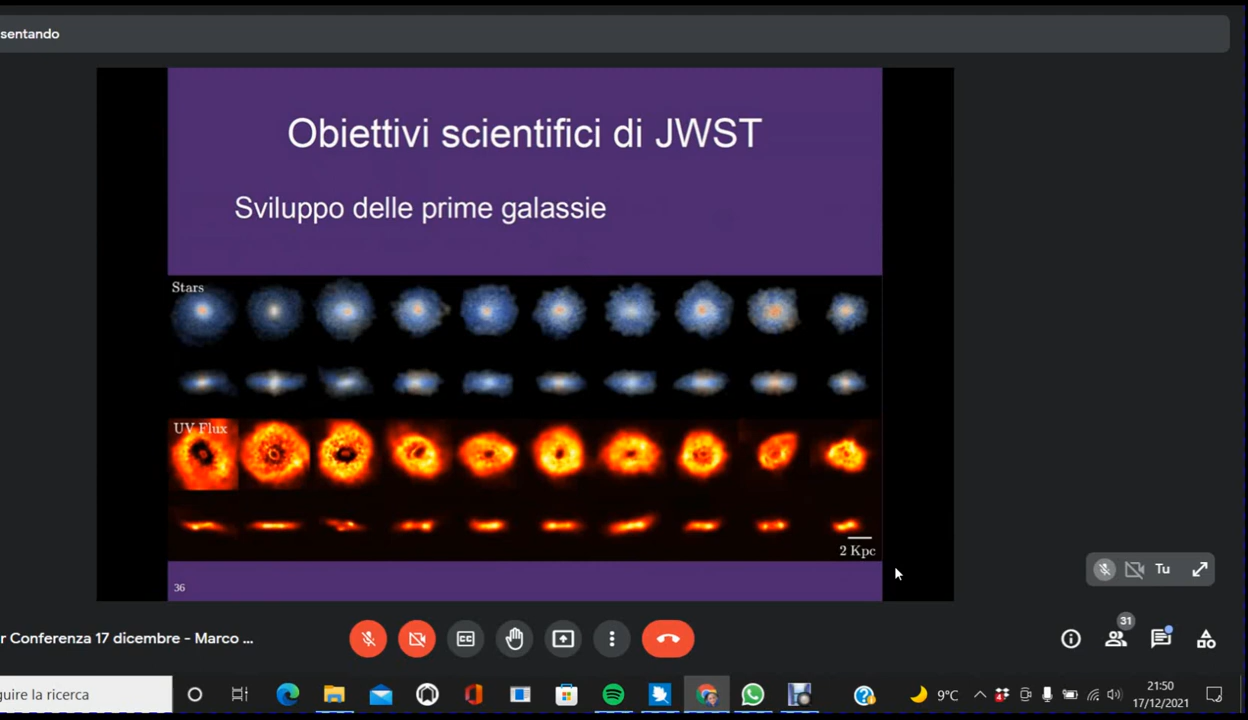 sentando
Obiettivi scientifici di JWST
Sviluppo delle prime galassie
Stars
UV Flux
2 Kpc
36
Tu
r Conferenza 17 dicembre - Marco ...
31
guire la ricerca
9°C
21:50
17/12/2021